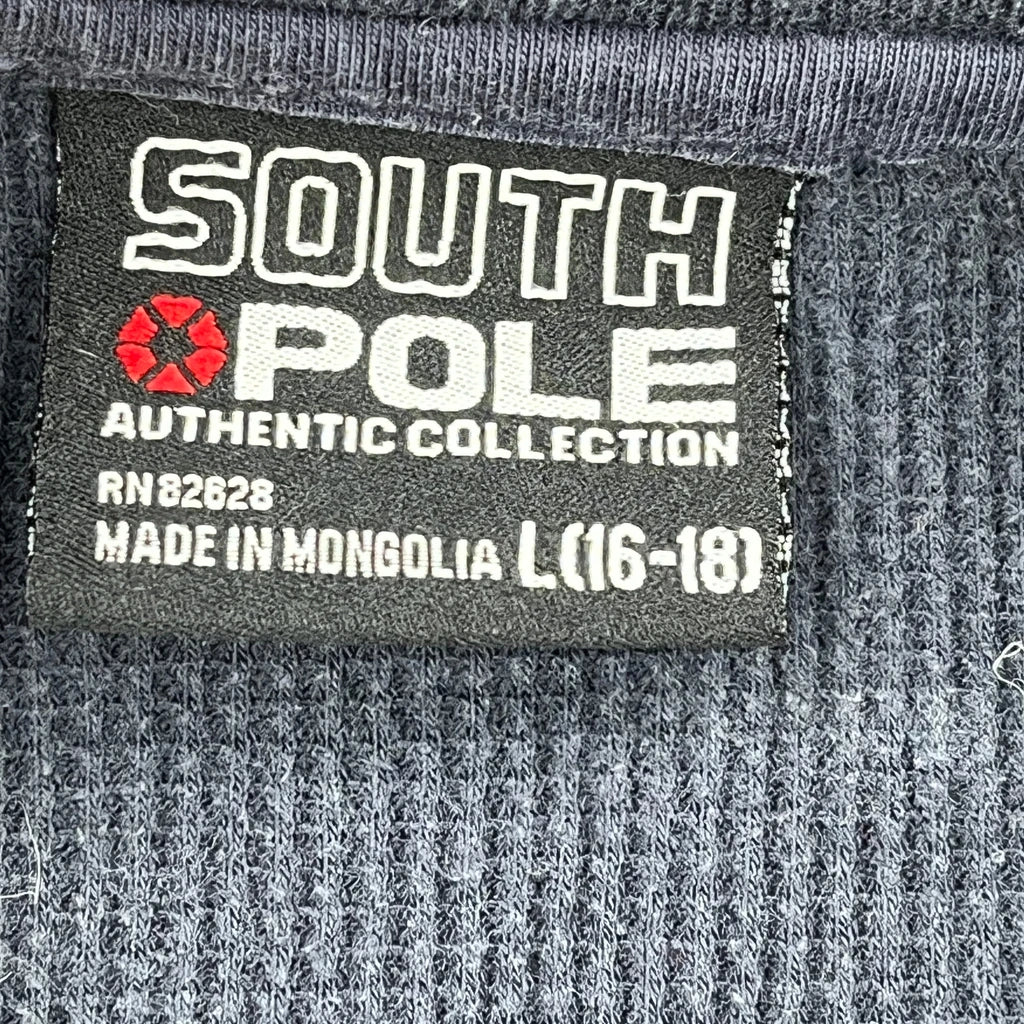 SOUTH
POLE
AUTHENTIC COLLECTION
RN 82628
MADE IN MONGOLIA L(16-18)